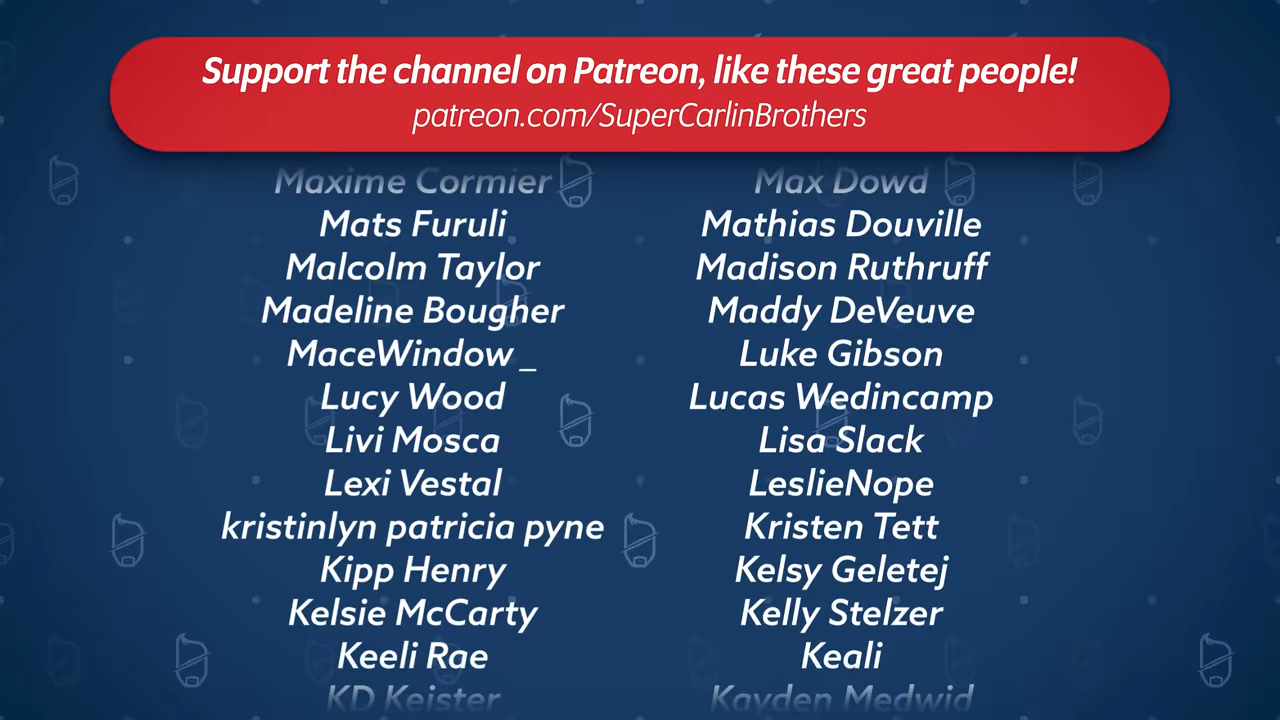 Support the channel on Patreon, like these great people!
patreon.com/SuperCarlinBrothers
Maxime Cormier Max Dowd
Mats Furuli Mathias Douville
Malcolm Taylor Madison Ruthruff
Madeline Bougher Maddy DeVeuve
MaceWindow _ Luke Gibson
Lucy Wood Lucas Wedincamp
Livi Mosca Lisa Slack
Lexi Vestal LeslieNope
kristinlyn patricia pyne Kristen Tett
Kipp Henry Kelsy Geletej
Kelsie McCarty Kelly Stelzer
Keeli Rae Keali
KD Keister Kayden Medwid